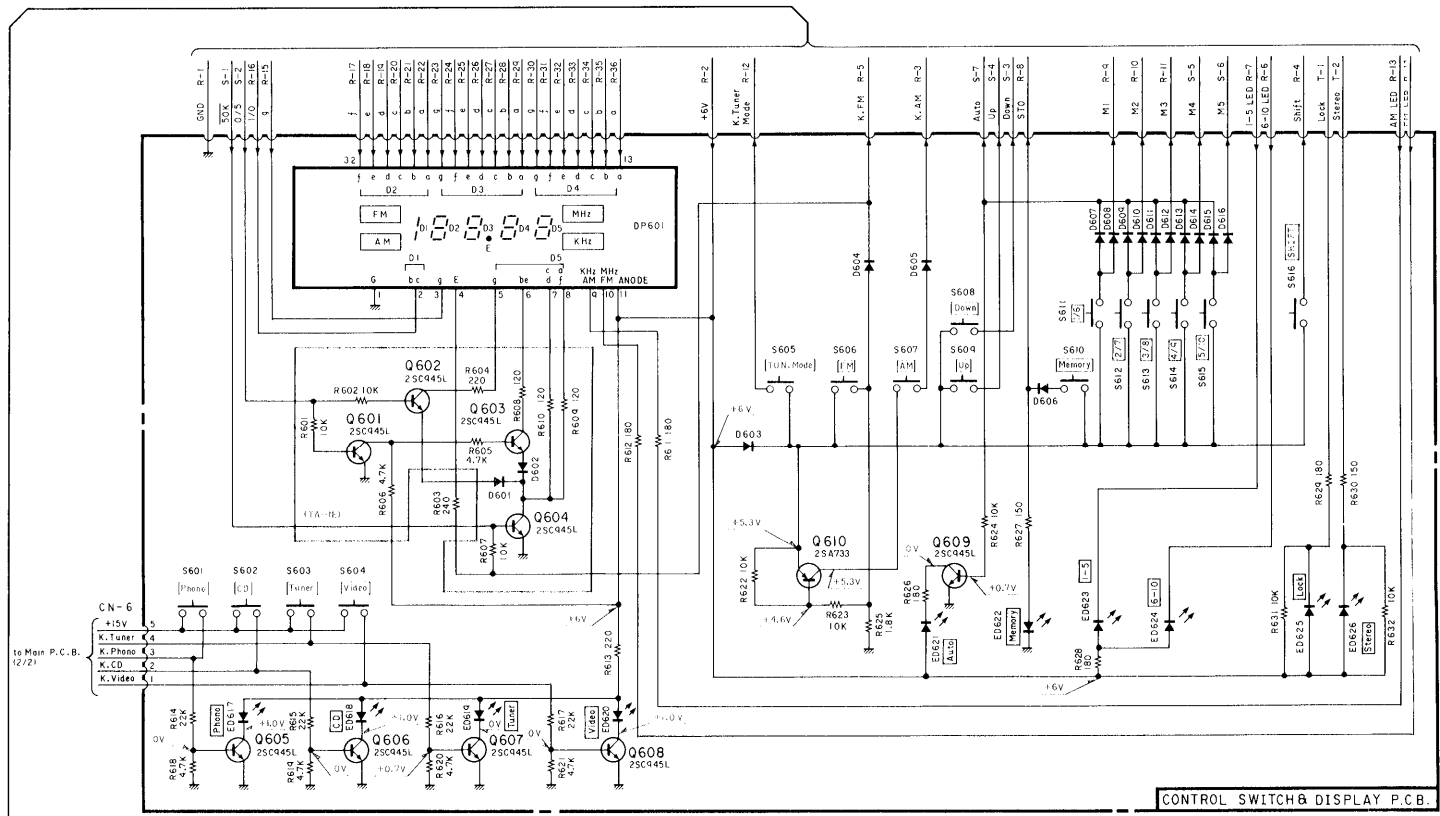 GND R-1
50K S-1
0/5 S-2
1/0 R-16
g R-15
f R-17
e R-18
d R-19
c R-20
b R-21
a R-22
g R-23
f R-24
e R-25
d R-26
c R-27
b R-28
a R-29
g R-30
f R-31
e R-32
d R-33
c R-34
b R-35
a R-36
+6V R-2
K.Tuner Mode R-12
K.FM R-5
K.AM R-3
Auto S-7
Up S-4
Down S-3
STO R-8
M1 R-9
M2 R-10
M3 R-11
M4 S-5
M5 S-6
1-5 LED R-7
6-10 LED R-6
Shift R-4
Lock T-1
Stereo T-2
AM LED R-13
32 13
f e d c b a g f e d c b a g f e d c b a
D2 D3 D4
FM MHz
AM KHz
D1 D2 D3 D4 D5
E
DP601
D1 D5
G bc g E g be c d a f KHz AM MHz FM ANODE
1 2 3 4 5 6 7 8 9 10 11
Q602
2SC945L
R602 10K
R604
220
Q603
2SC945L
R608 120
R610 120
R609 120
R601
10K
Q601
2SC945L
R605
4.7K
R606 4.7K
D602
D601
R603
240
Q604
2SC945L
R607
10K
R612 180
R611 180
D604
D605
S605
TUN. Mode
S606
FM
S607
AM
S608
Down
S609
Up
S610
Memory
D606
D603
+6V
D607
D608
D609
D610
D611
D612
D613
D614
D615
D616
S611
1/6
S612 2/7
S613 3/8
S614 4/9
S615 5/10
S616 SHIFT
+5.3V
Q610
2SA733
R622 10K
+5.3V
+4.6V
R623
10K
R625
1.8K
0V
Q609
2SC945L
R626
180
+0.7V
R624 10K
R627 150
ED621
Auto
ED622
Memory
ED623
1-5
ED624
6-10
R628
180
+6V
R629 180
R630 150
R631 10K
ED625
Lock
ED626
Stereo
R632
10K
S601
Phono
S602
CD
S603
Tuner
S604
Video
CN-6
+15V 5
K.Tuner 4
K.Phono 3
K.CD 2
K.Video 1
to Main P.C.B.
(2/2)
+6V
R613 220
R614
22K
R615
22K
R616
22K
R617
22K
Phono
ED617
CD
ED618
ED619
Tuner
Video
ED620
0V
Q605
2SC945L
Q606
2SC945L
Q607
2SC945L
Q608
2SC945L
R618
4.7K
R619
4.7K
0V
+0.7V
R620
4.7K
0V
R621
4.7K
CONTROL SWITCH & DISPLAY P.C.B.